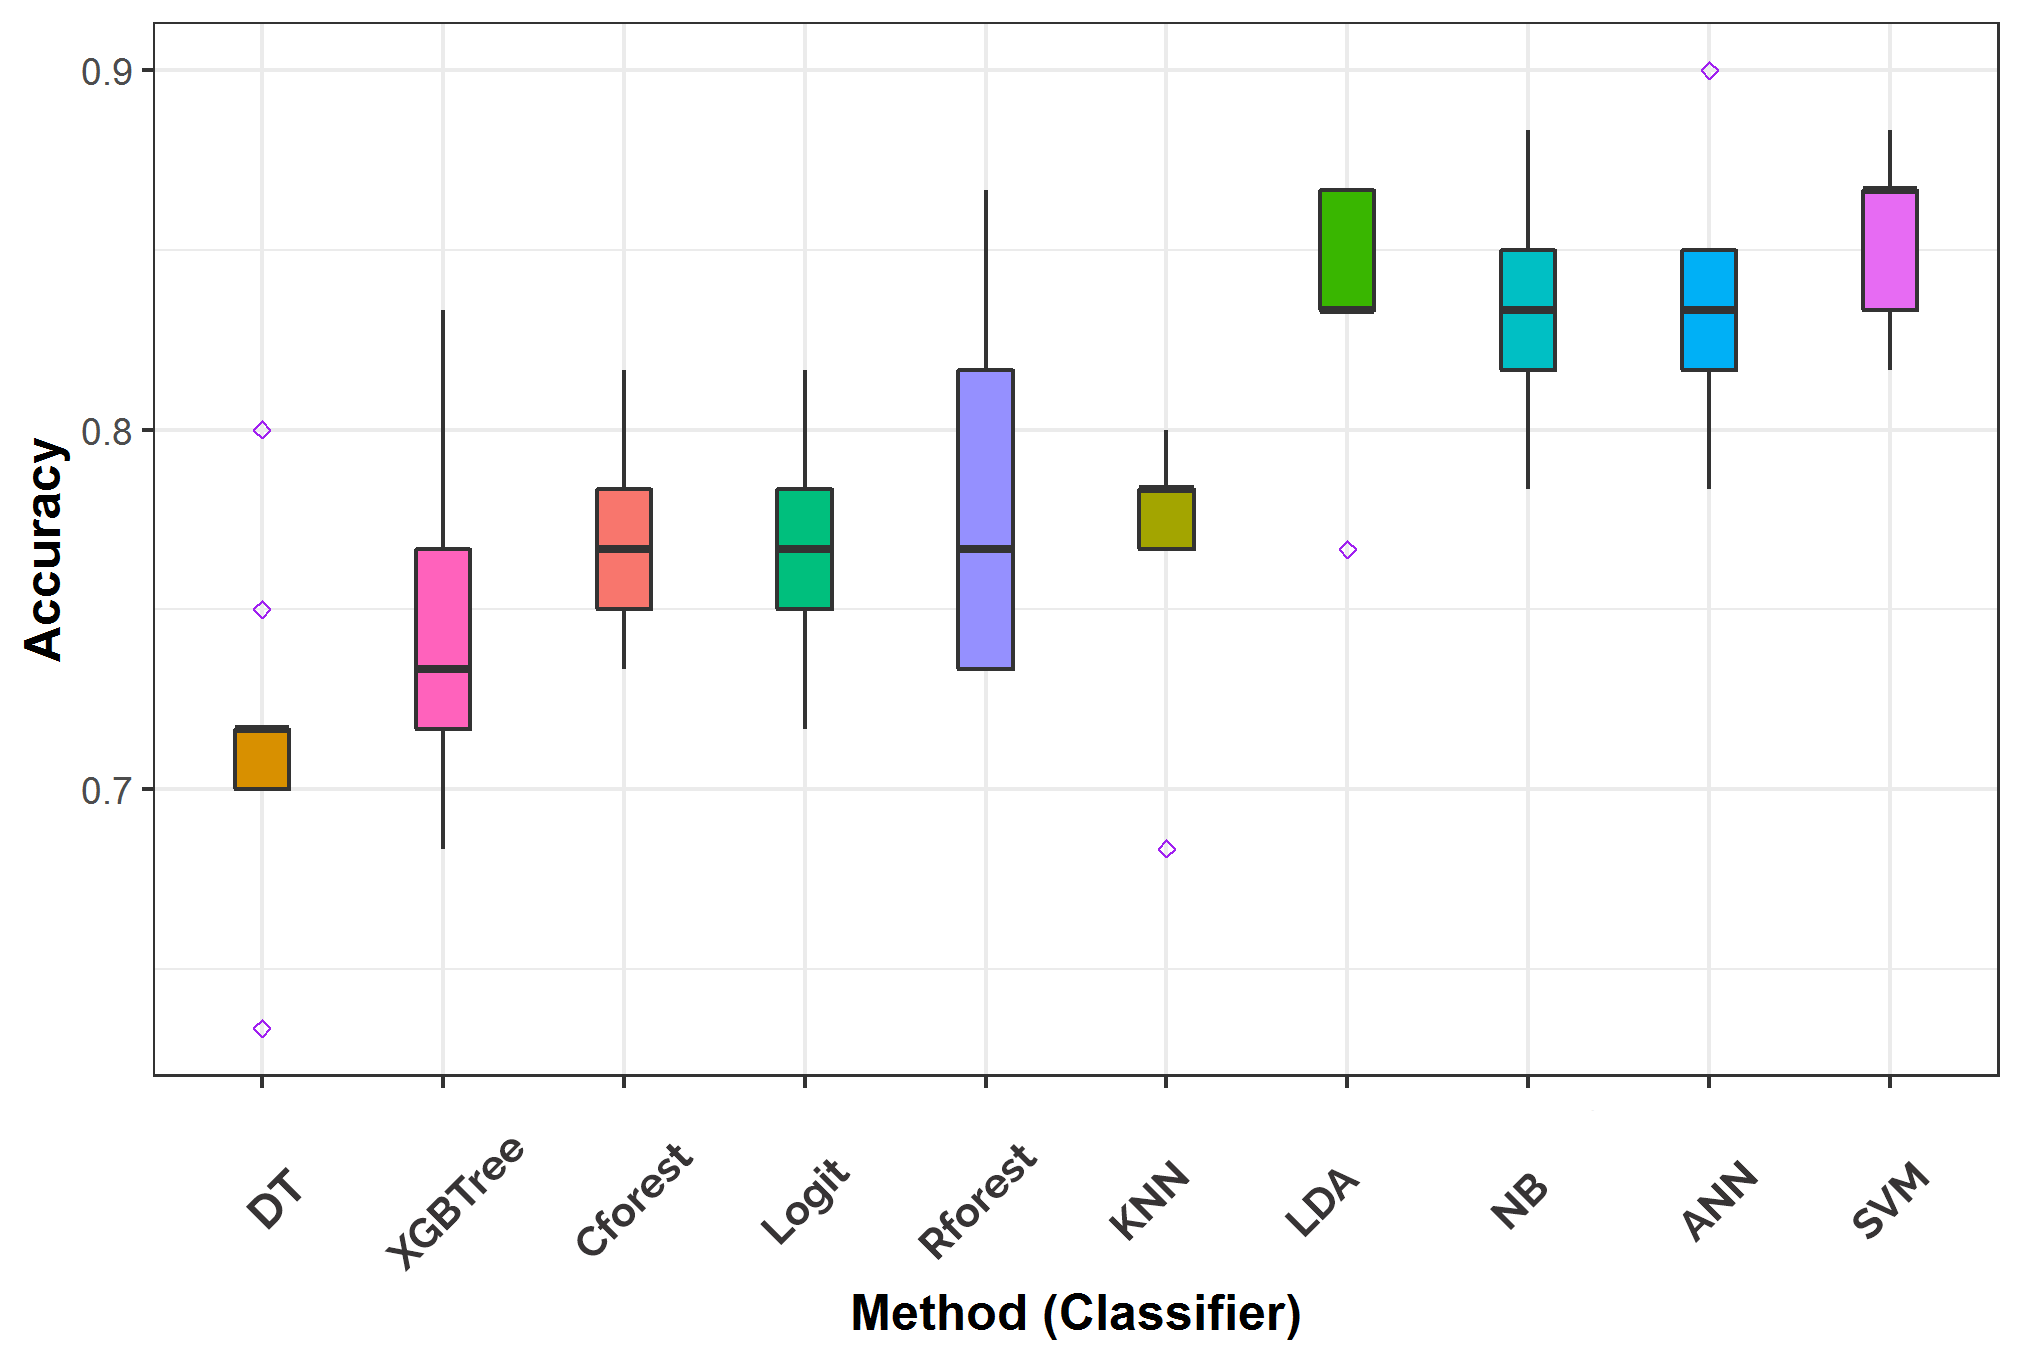 0.9
0.8
0.7
Accuracy
DT
XGBTree
Cforest
Logit
Rforest
KNN
LDA
NB
ANN
SVM
Method (Classifier)